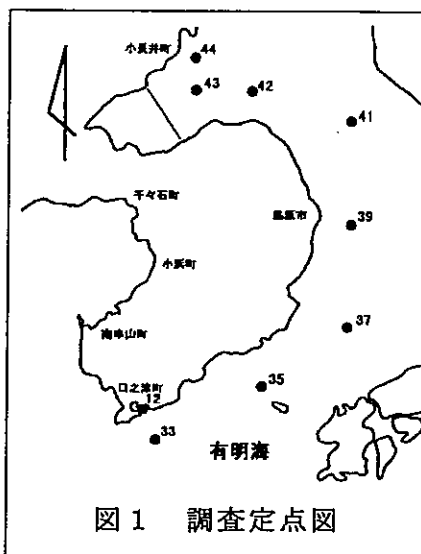 小長井町
44
43
42
41
千々石町
島原市
39
小浜町
南串山町
37
口之津町
35
G
12
33
有明海
図1 調査定点図